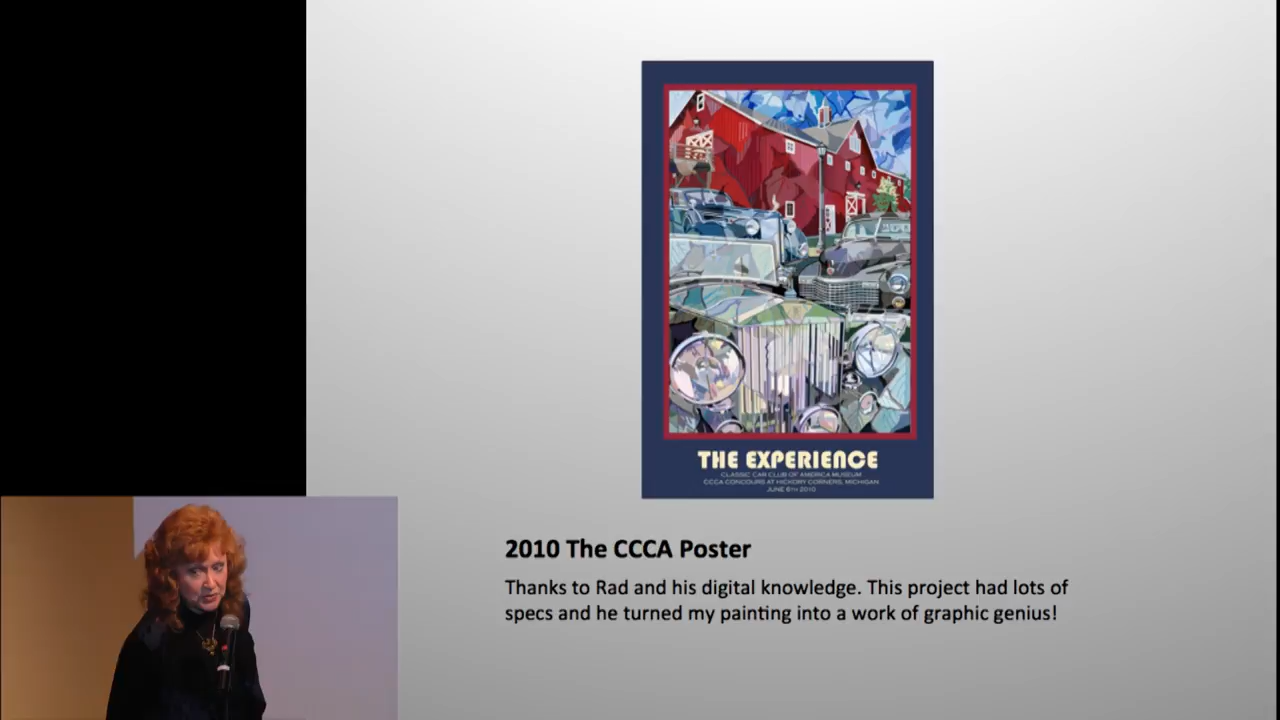 THE EXPERIENCE
CLASSIC CAR CLUB OF AMERICA MUSEUM
CCCA CONCOURS AT HICKORY CORNERS, MICHIGAN
JUNE 6TH 2010
2010 The CCCA Poster
Thanks to Rad and his digital knowledge. This project had lots of
specs and he turned my painting into a work of graphic genius!